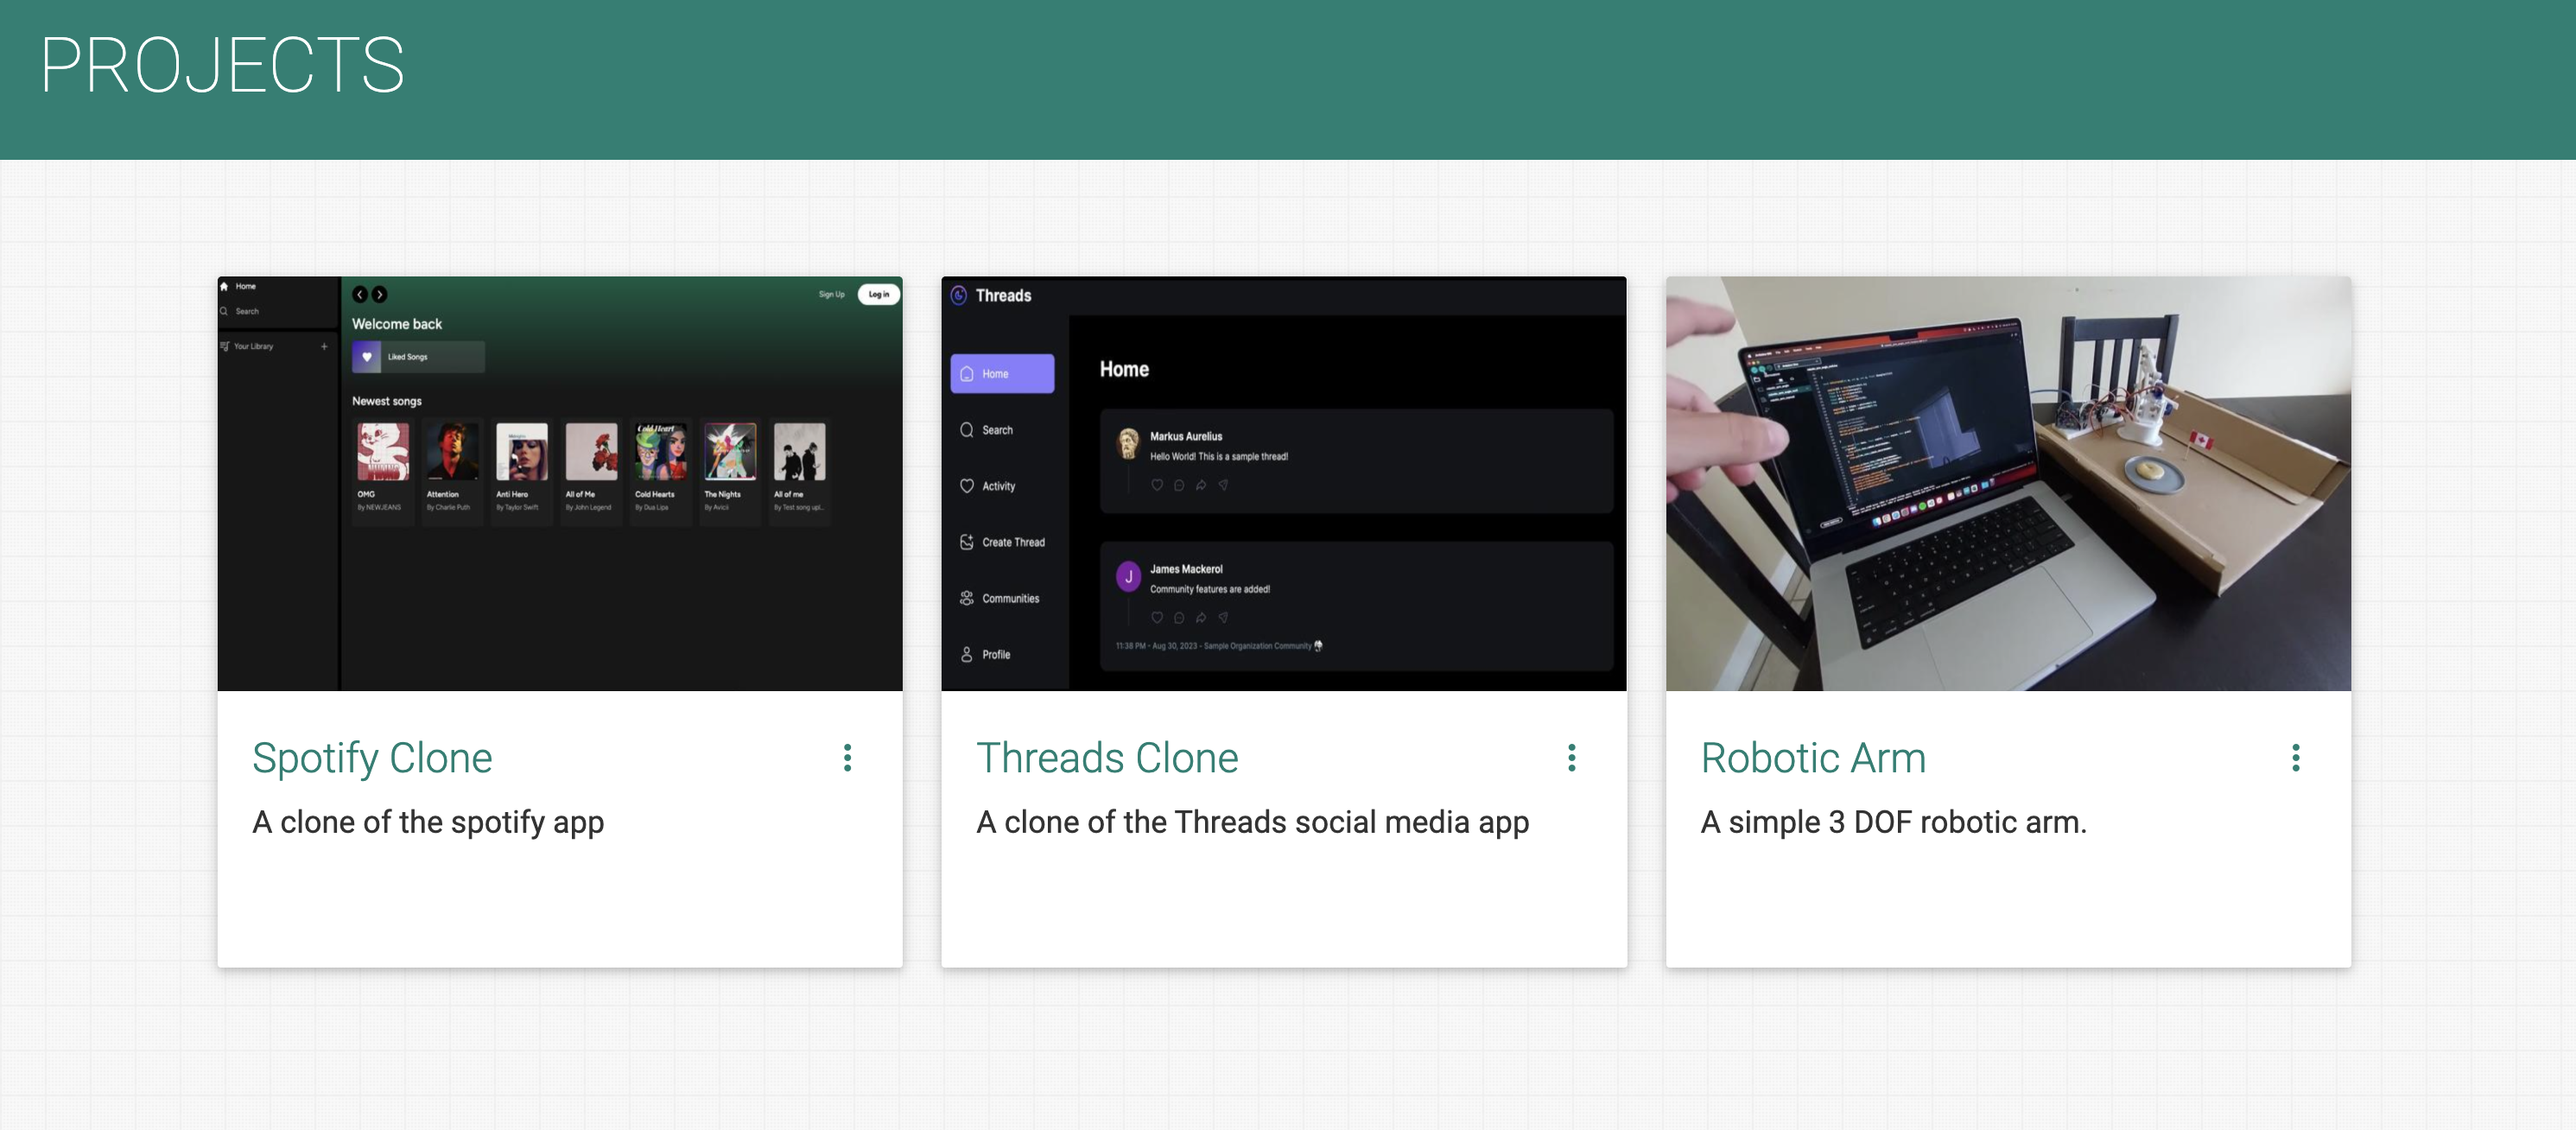 PROJECTS
Home
Search
Your Library +
Sign Up
Log in
Welcome back
Liked Songs
Newest songs
OMG
By NEWJEANS
Attention
By Charlie Puth
Anti Hero
By Taylor Swift
All of Me
By John Legend
Cold Hearts
By Dua Lipa
The Nights
By Avicii
All of me
By Test song upl...
Spotify Clone
A clone of the spotify app
Threads
Home
Search
Activity
Create Thread
Communities
Profile
Home
Markus Aurelius
Hello World! This is a sample thread!
J
James Mackerol
Community features are added!
11:38 PM - Aug 30, 2023 - Sample Organization Community
Threads Clone
A clone of the Threads social media app
Robotic Arm
A simple 3 DOF robotic arm.